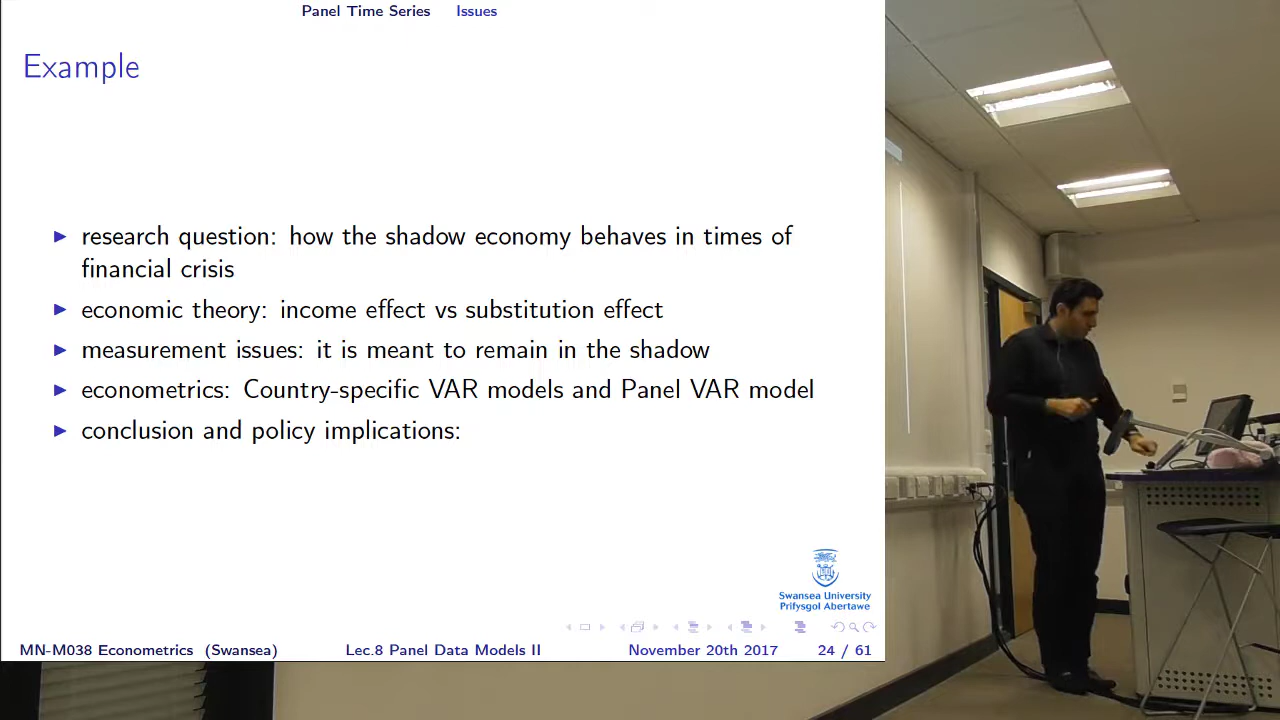 Panel Time Series Issues
Example
research question: how the shadow economy behaves in times of
financial crisis
economic theory: income effect vs substitution effect
measurement issues: it is meant to remain in the shadow
econometrics: Country-specific VAR models and Panel VAR model
conclusion and policy implications:
Swansea University
Prifysgol Abertawe
MN-M038 Econometrics (Swansea) Lec.8 Panel Data Models II November 20th 2017 24 / 61